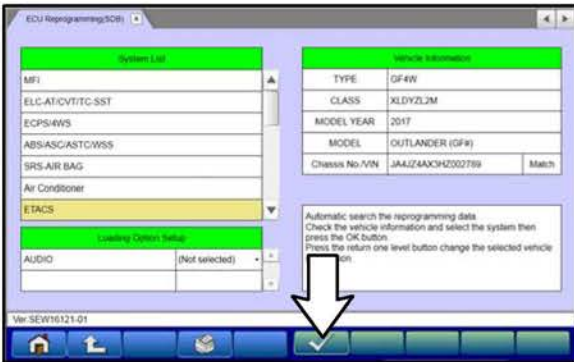 ECU Reprogramming(SDB)
System List
MFI
ELC-AT/CVT/TC-SST
ECPS/4WS
ABS/ASC/ASTC/WSS
SRS-AIR BAG
Air Conditioner
ETACS
Loading Option Setup
AUDIO (Not selected)
Vehicle Information
TYPE GF4W
CLASS XLDYZL2M
MODEL YEAR 2017
MODEL OUTLANDER (GF#)
Chassis No./VIN JA4JZ4AX3HZ002789 Match
Automatic search the reprogramming data.
Check the vehicle information and select the system then
press the OK button.
Press the return one level button change the selected vehicle
Ver.SEW16121-01